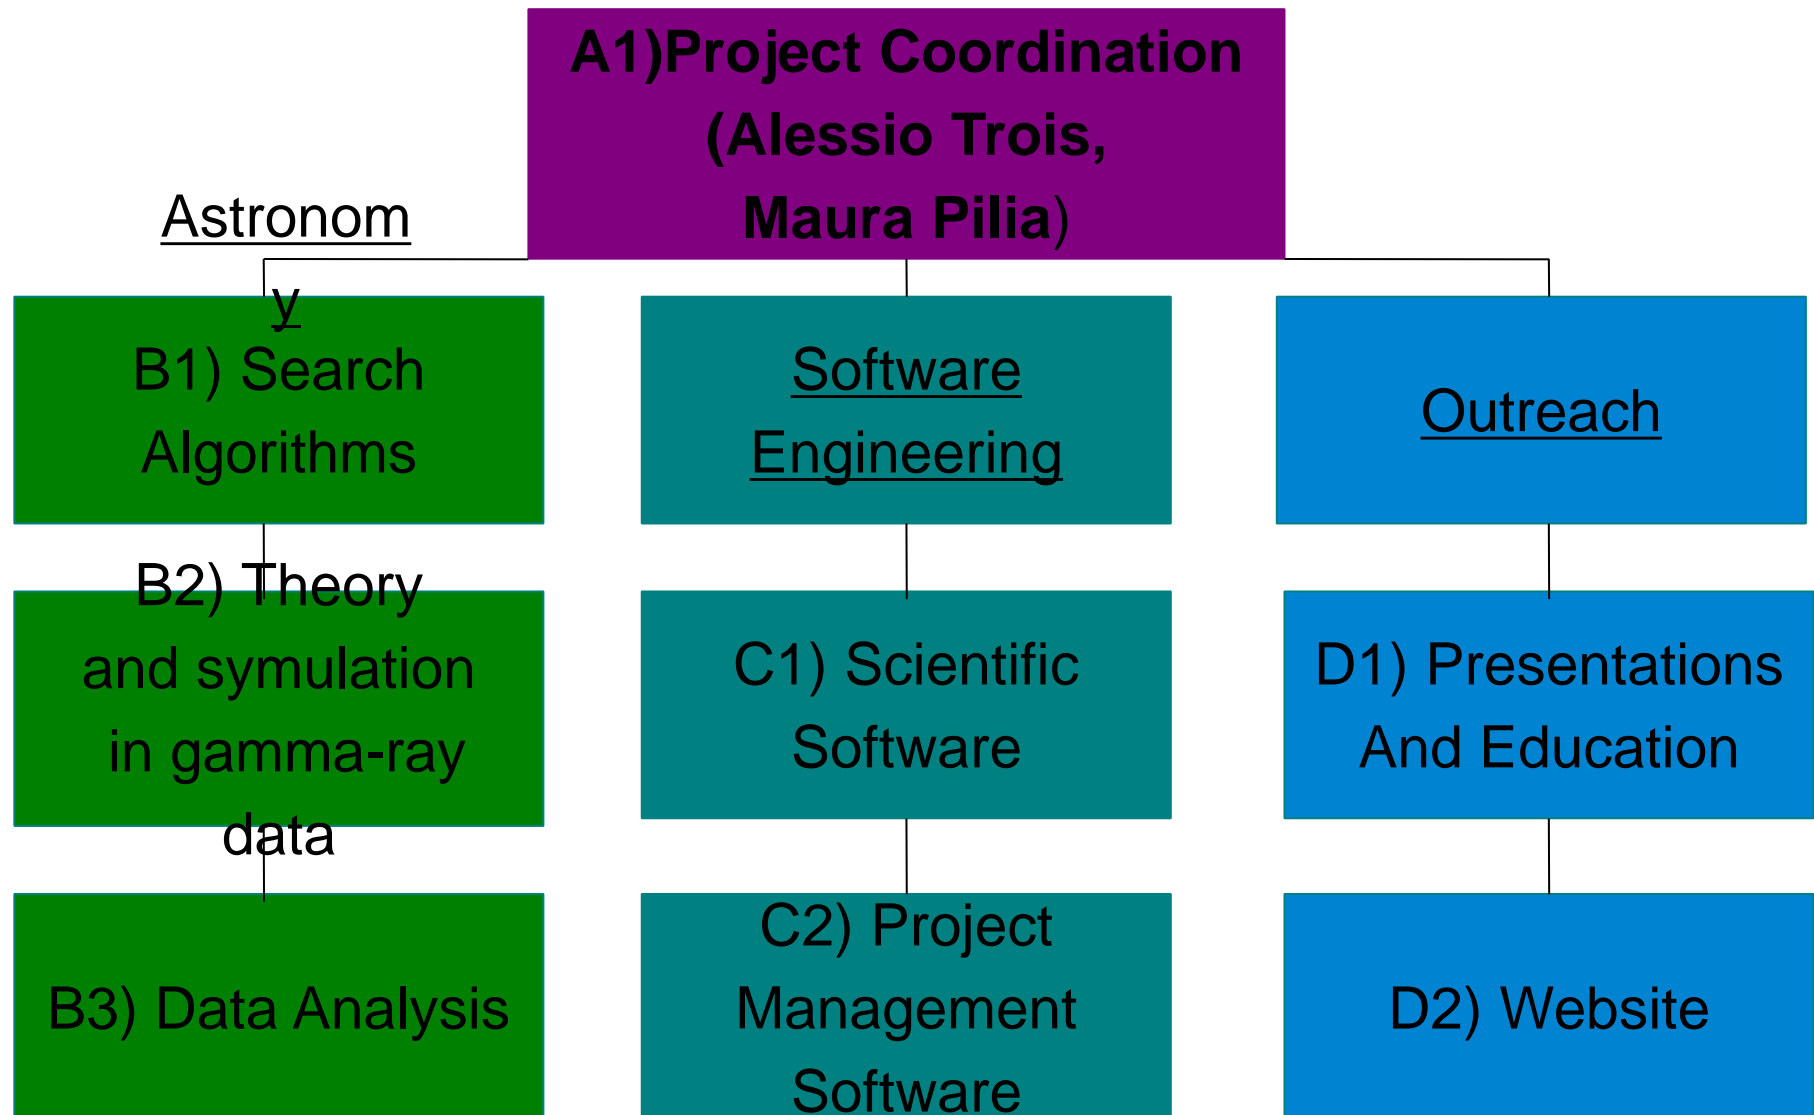 A1)Project Coordination
(Alessio Trois,
Maura Pilia)
Astronom
y
B1) Search
Algorithms
B2) Theory
and symulation
in gamma-ray
data
B3) Data Analysis
Software
Engineering
C1) Scientific
Software
C2) Project
Management
Software
Outreach
D1) Presentations
And Education
D2) Website